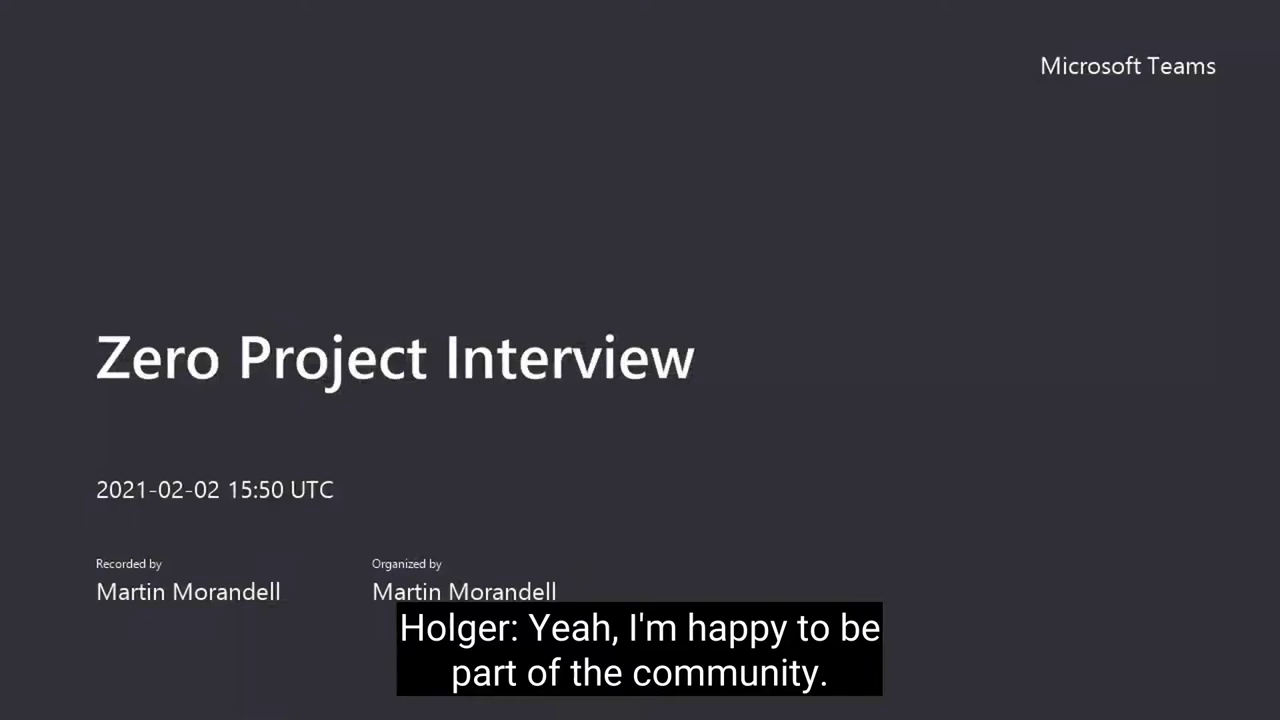 Microsoft Teams
Zero Project Interview
2021-02-02 15:50 UTC
Recorded by
Martin Morandell
Organized by
Martin Morandell
Holger: Yeah, I'm happy to be
part of the community.